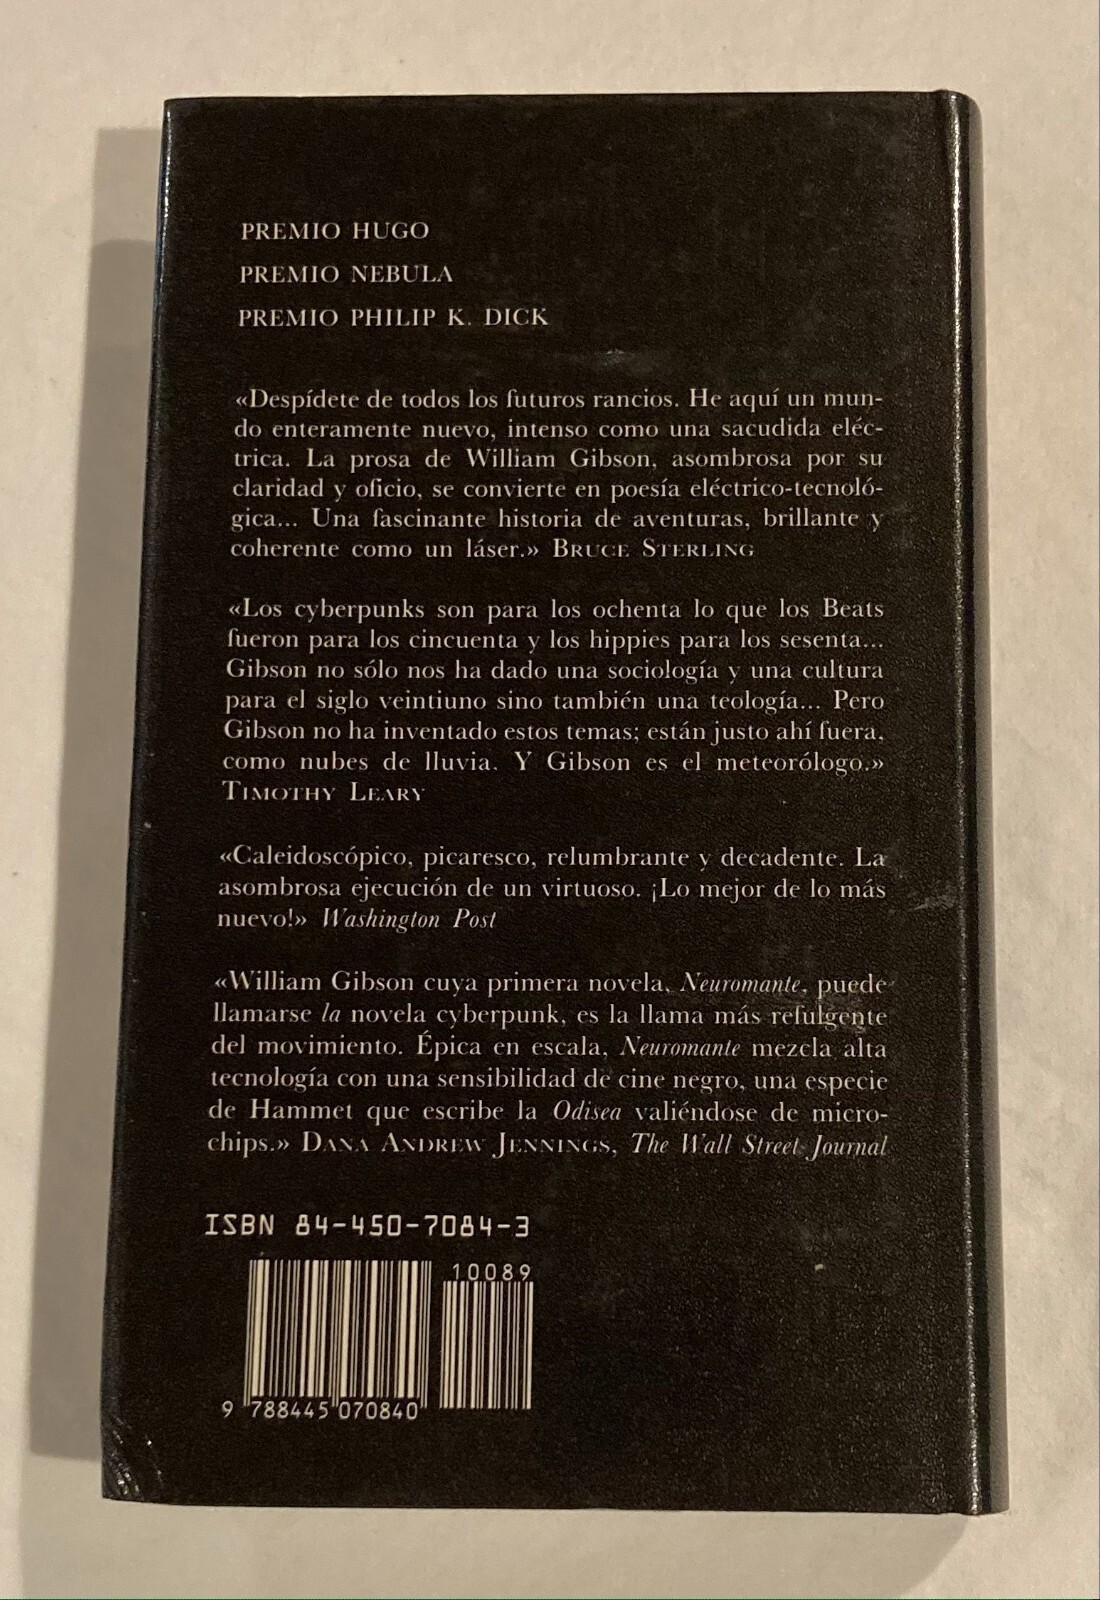 PREMIO HUGO
PREMIO NEBULA
PREMIO PHILIP K. DICK
«Despídete de todos los futuros rancios. He aquí un mun-
do enteramente nuevo, intenso como una sacudida eléc-
trica. La prosa de William Gibson, asombrosa por su
claridad y oficio, se convierte en poesía eléctrico-tecnoló-
gica... Una fascinante historia de aventuras, brillante y
coherente como un láser.» BRUCE STERLING
«Los cyberpunks son para los ochenta lo que los Beats
fueron para los cincuenta y los hippies para los sesenta...
Gibson no sólo nos ha dado una sociología y una cultura
para el siglo veintiuno sino también una teología... Pero
Gibson no ha inventado estos temas; están justo ahí fuera,
como nubes de lluvia. Y Gibson es el meteorólogo.»
TIMOTHY LEARY
«Caleidoscópico, picaresco, relumbrante y decadente. La
asombrosa ejecución de un virtuoso. ¡Lo mejor de lo más
nuevo!» Washington Post
«William Gibson cuya primera novela, Neuromante, puede
llamarse la novela cyberpunk, es la llama más refulgente
del movimiento. Épica en escala, Neuromante mezcla alta
tecnología con una sensibilidad de cine negro, una especie
de Hammet que escribe la Odisea valiéndose de micro-
chips.» DANA ANDREW JENNINGS, The Wall Street Journal
ISBN 84-450-7084-3
10089
9 788445 070840